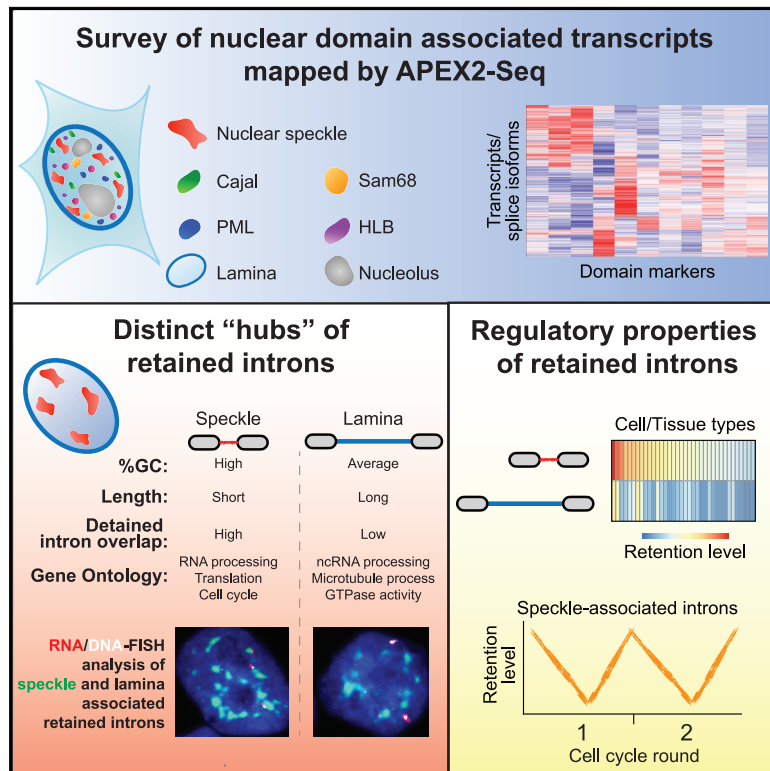 Survey of nuclear domain associated transcripts
mapped by APEX2-Seq
Nuclear speckle
Cajal
Sam68
PML
HLB
Lamina
Nucleolus
Transcripts/
splice isoforms
Domain markers
Distinct “hubs” of
retained introns
Speckle
Lamina
%GC:
High
Average
Length:
Short
Long
Detained
intron overlap:
High
Low
Gene Ontology:
RNA processing
Translation
Cell cycle
ncRNA processing
Microtubule process
GTPase activity
RNA/DNA-FISH
analysis of
speckle and lamina
associated
retained introns
Regulatory properties
of retained introns
Cell/Tissue types
Retention level
Speckle-associated introns
Retention
level
1
2
Cell cycle round